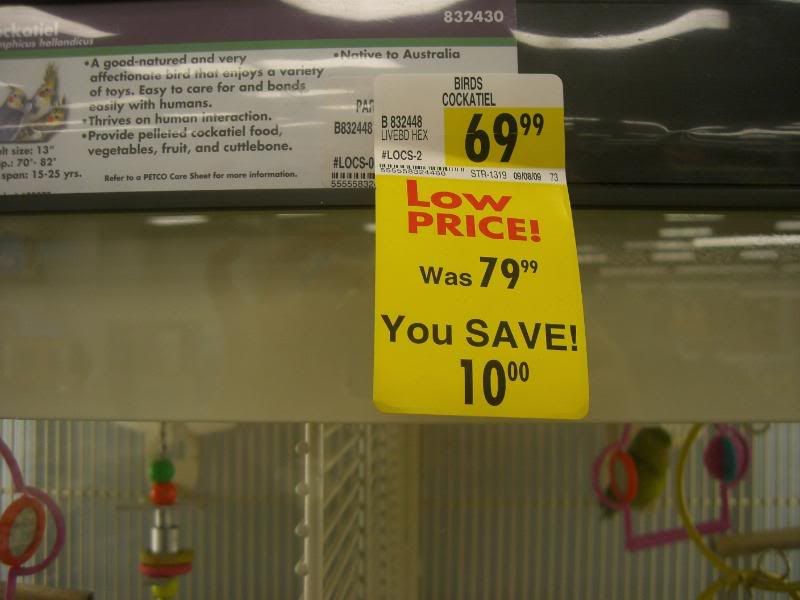 832430
ckatiel
mphicus hollandicus
•A good-natured and very
affectionate bird that enjoys a variety
of toys. Easy to care for and bonds
easily with humans.
•Thrives on human interaction.
•Provide pelleted cockatiel food,
vegetables, fruit, and cuttlebone.
Refer to a PETCO Care Sheet for more information.
lt size: 13"
p.: 70°- 82°
span: 15-25 yrs.
•Native to Australia
PAR
B832448
#LOCS-0
BIRDS
COCKATIEL
B 832448
LIVEBD HEX
69.99
#LOCS-2
STR-1319 09/08/09 73
Low
PRICE!
Was 79.99
You SAVE!
10.00